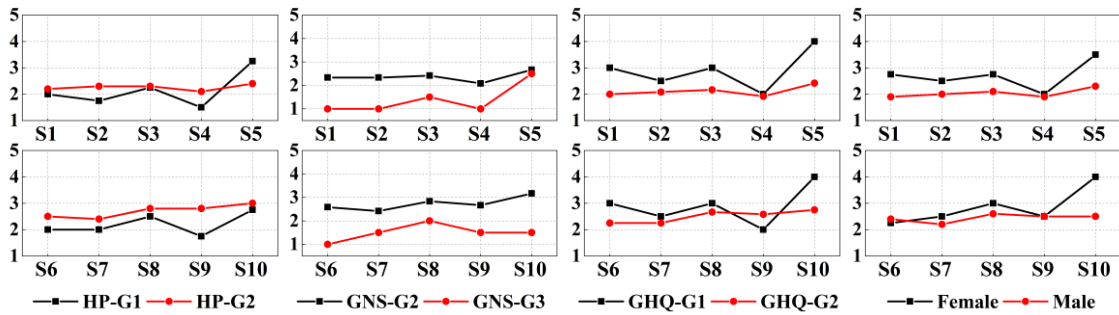 5 5 5 5
4 4 4 4
3 3 3 3
2 2 2 2
1 1 1 1
S1 S2 S3 S4 S5 S1 S2 S3 S4 S5 S1 S2 S3 S4 S5 S1 S2 S3 S4 S5
5 5 5 5
4 4 4 4
3 3 3 3
2 2 2 2
1 1 1 1
S6 S7 S8 S9 S10 S6 S7 S8 S9 S10 S6 S7 S8 S9 S10 S6 S7 S8 S9 S10
HP-G1 HP-G2 GNS-G2 GNS-G3 GHQ-G1 GHQ-G2 Female Male